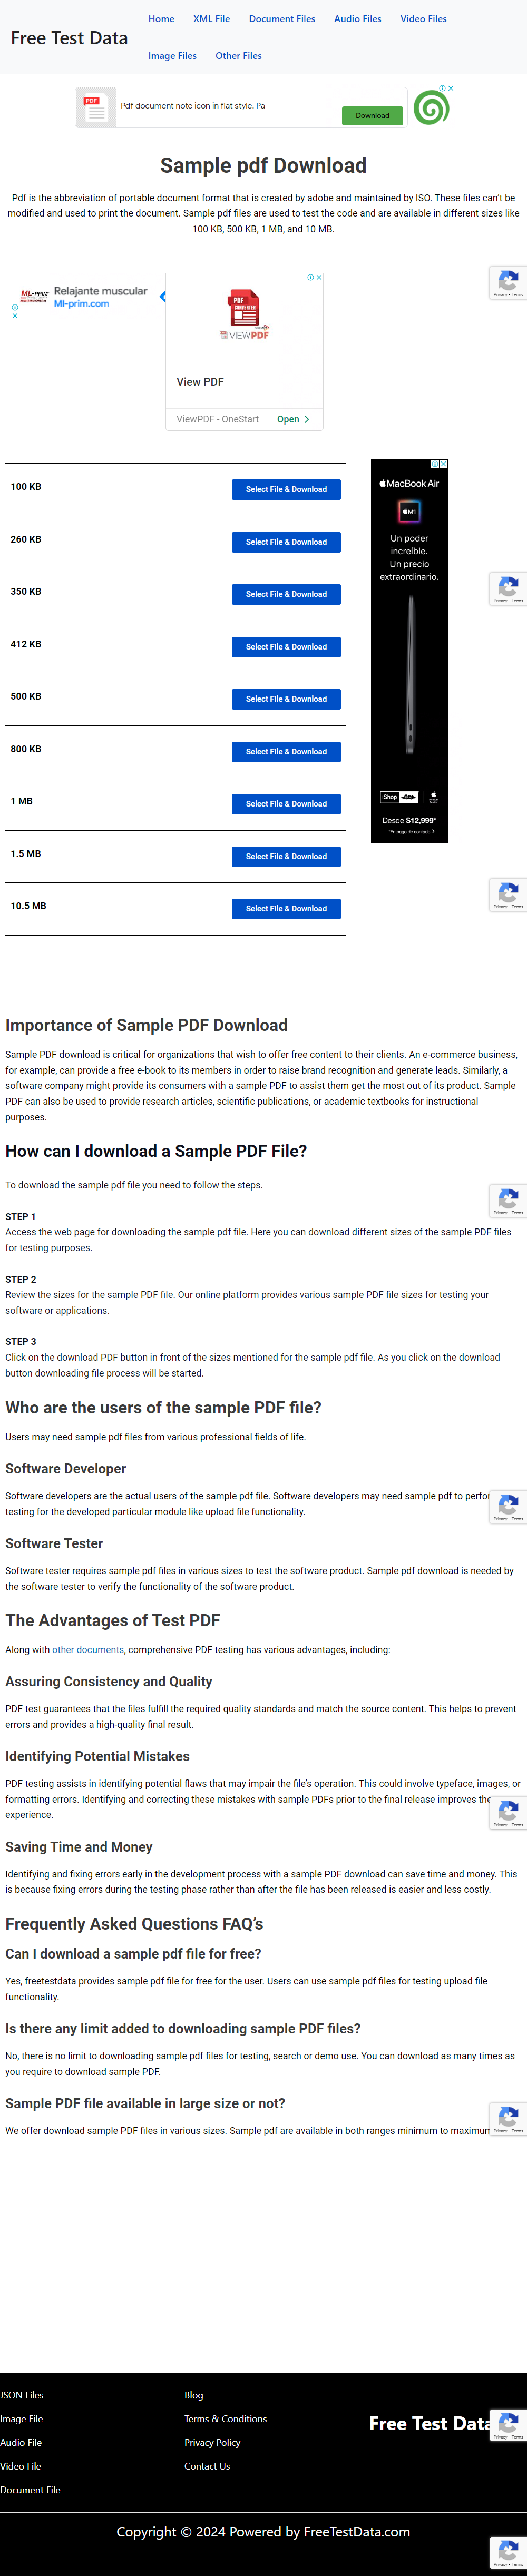 Free Test Data
Home XML File Document Files Audio Files Video Files
Image Files Other Files
PDF
Pdf document note icon in flat style. Pa
Download
Sample pdf Download
Pdf is the abbreviation of portable document format that is created by adobe and maintained by ISO. These files can't be
modified and used to print the document. Sample pdf files are used to test the code and are available in different sizes like
100 KB, 500 KB, 1 MB, and 10 MB.
ML-PRIM
Relajante muscular
Ml-prim.com
PDF
CONVERTER
VIEWPDF
View PDF
ViewPDF - OneStart Open
Privacy - Terms
100 KB Select File & Download
260 KB Select File & Download
350 KB Select File & Download
412 KB Select File & Download
500 KB Select File & Download
800 KB Select File & Download
1 MB Select File & Download
1.5 MB Select File & Download
10.5 MB Select File & Download
MacBook Air
M1
Un poder
increíble.
Un precio
extraordinario.
iShop
Desde $12,999*
*En pago de contado
Privacy - Terms
Privacy - Terms
Importance of Sample PDF Download
Sample PDF download is critical for organizations that wish to offer free content to their clients. An e-commerce business,
for example, can provide a free e-book to its members in order to raise brand recognition and generate leads. Similarly, a
software company might provide its consumers with a sample PDF to assist them get the most out of its product. Sample
PDF can also be used to provide research articles, scientific publications, or academic textbooks for instructional
purposes.
How can I download a Sample PDF File?
To download the sample pdf file you need to follow the steps.
Privacy - Terms
STEP 1
Access the web page for downloading the sample pdf file. Here you can download different sizes of the sample PDF files
for testing purposes.
STEP 2
Review the sizes for the sample PDF file. Our online platform provides various sample PDF file sizes for testing your
software or applications.
STEP 3
Click on the download PDF button in front of the sizes mentioned for the sample pdf file. As you click on the download
button downloading file process will be started.
Who are the users of the sample PDF file?
Users may need sample pdf files from various professional fields of life.
Software Developer
Software developers are the actual users of the sample pdf file. Software developers may need sample pdf to perfor
testing for the developed particular module like upload file functionality.
Privacy - Terms
Software Tester
Software tester requires sample pdf files in various sizes to test the software product. Sample pdf download is needed by
the software tester to verify the functionality of the software product.
The Advantages of Test PDF
Along with other documents, comprehensive PDF testing has various advantages, including:
Assuring Consistency and Quality
PDF test guarantees that the files fulfill the required quality standards and match the source content. This helps to prevent
errors and provides a high-quality final result.
Identifying Potential Mistakes
PDF testing assists in identifying potential flaws that may impair the file's operation. This could involve typeface, images, or
formatting errors. Identifying and correcting these mistakes with sample PDFs prior to the final release improves the
experience.
Privacy - Terms
Saving Time and Money
Identifying and fixing errors early in the development process with a sample PDF download can save time and money. This
is because fixing errors during the testing phase rather than after the file has been released is easier and less costly.
Frequently Asked Questions FAQ's
Can I download a sample pdf file for free?
Yes, freetestdata provides sample pdf file for free for the user. Users can use sample pdf files for testing upload file
functionality.
Is there any limit added to downloading sample PDF files?
No, there is no limit to downloading sample pdf files for testing, search or demo use. You can download as many times as
you require to download sample PDF.
Sample PDF file available in large size or not?
We offer download sample PDF files in various sizes. Sample pdf are available in both ranges minimum to maximum
Privacy - Terms
JSON Files
Image File
Audio File
Video File
Document File
Blog
Terms & Conditions
Privacy Policy
Contact Us
Free Test Data
Privacy - Terms
Copyright © 2024 Powered by FreeTestData.com
Privacy - Terms